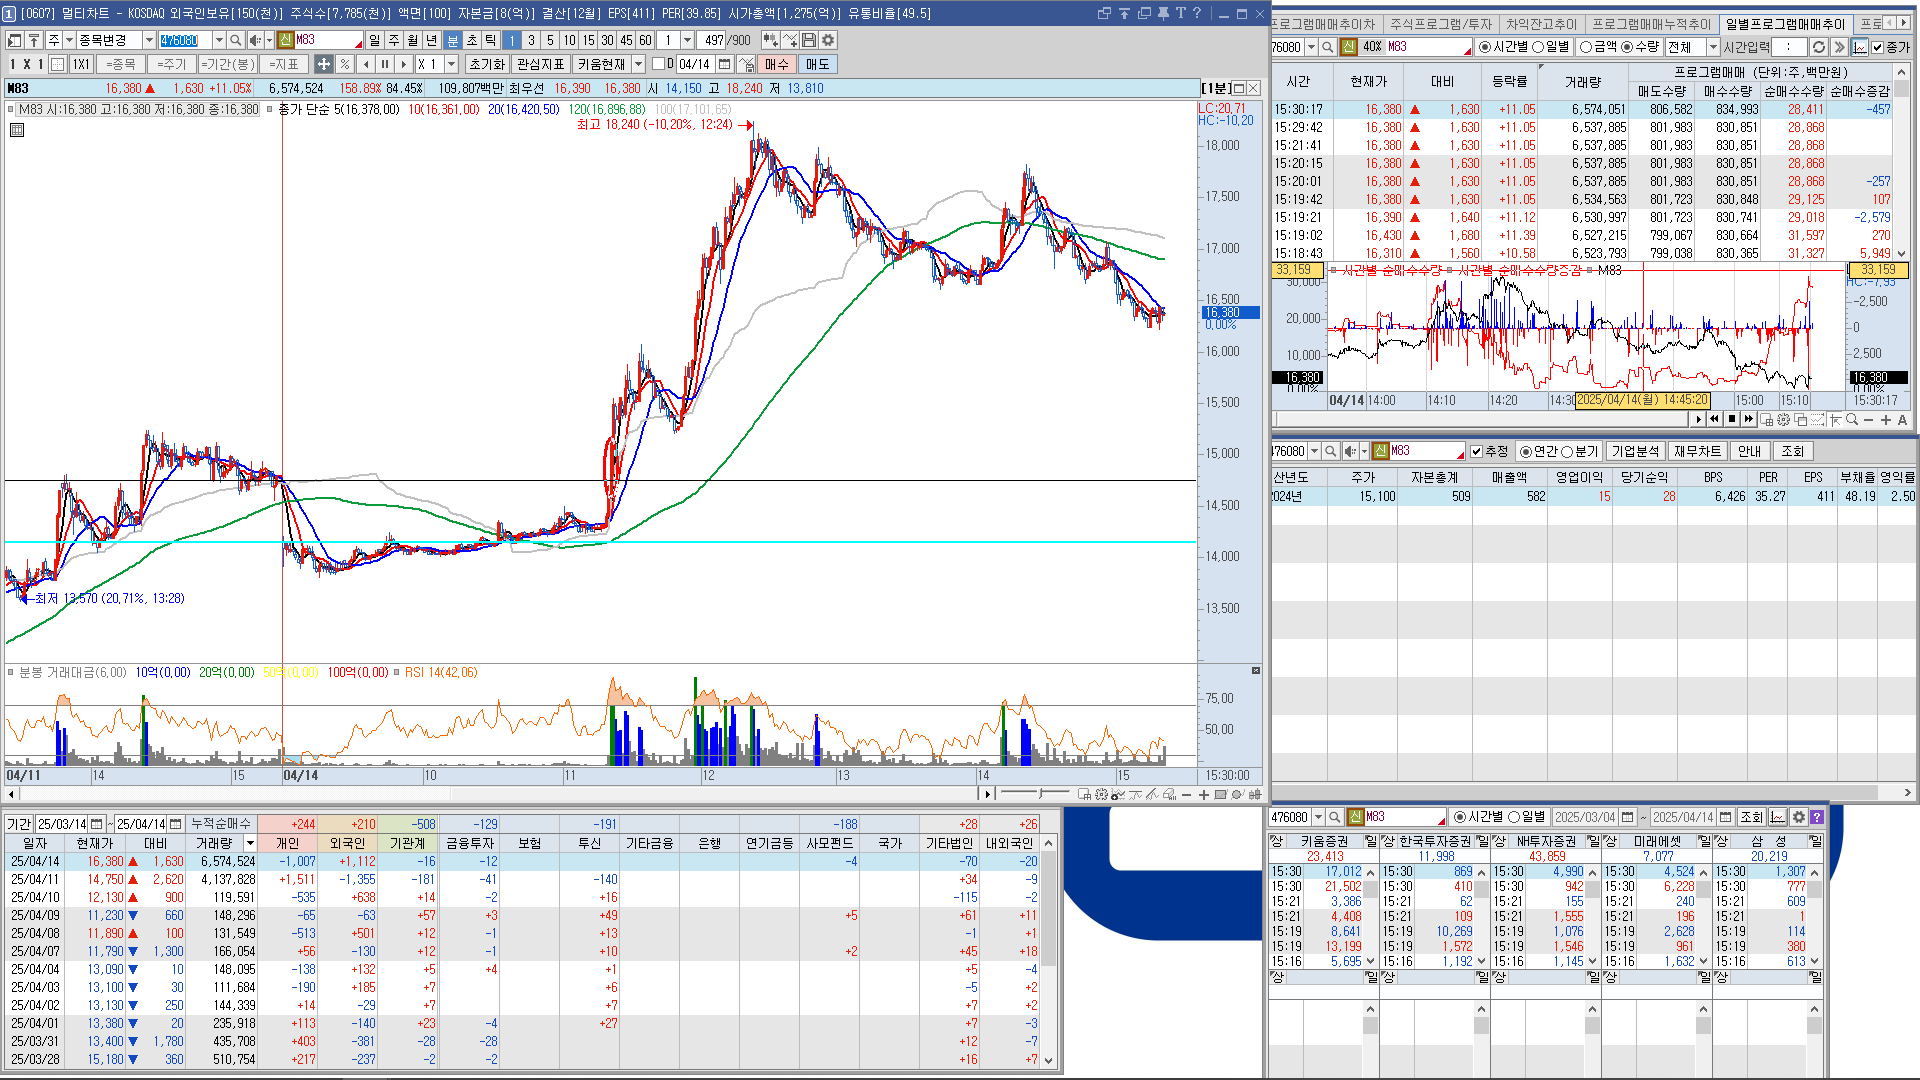 1 [0607] 멀티차트 - KOSDAQ 외국인보유[150(천)] 주식수[7,785(천)] 액면[100] 자본금[8(억)] 결산[12월] EPS[411] PER[39.85] 시가총액[1,275(억)] 유통비율[49.5]
주 종목변경 476080 신 M83 일 주 월 년 분 초 틱 1 3 5 10 15 30 45 60 1 497 /900
1 X 1 1X1 =종목 =주기 =기간(봉) =지표 % X 1 초기화 관심지표 키움현재 D 04/14 매수 매도
M83 16,380 ▲ 1,630 +11.05% 6,574,524 158.89% 84.45% 109,807백만 최우선 16,390 16,380 시 14,150 고 18,240 저 13,810 [1분]
M83 시:16,380 고:16,380 저:16,380 종:16,380 종가 단순 5(16,378.00) 10(16,361.00) 20(16,420.50) 120(16,896.88) 100(17,101.65)
LC:20.71
HC:-10.20
최고 18,240 (-10.20%, 12:24)
18,000
17,500
17,000
16,500
16,380
0.00%
16,000
15,500
15,000
14,500
14,000
13,500
최저 13,570 (20.71%, 13:28)
분봉 거래대금(6.00) 10억(0.00) 20억(0.00) 50억(0.00) 100억(0.00) RSI 14(42.06)
75.00
50.00
04/11 14 15 04/14 10 11 12 13 14 15 15:30:00
기간 25/03/14 ~ 25/04/14 누적순매수 +244 +210 -508 -129 -191 -188 +28 +26
일자 현재가 대비 거래량 개인 외국인 기관계 금융투자 보험 투신 기타금융 은행 연기금등 사모펀드 국가 기타법인 내외국인
25/04/14 16,380 ▲ 1,630 6,574,524 -1,007 +1,112 -16 -12 -4 -70 -20
25/04/11 14,750 ▲ 2,620 4,137,828 +1,511 -1,355 -181 -41 -140 +34 -9
25/04/10 12,130 ▲ 900 119,591 -535 +638 +14 -2 +16 -115 -2
25/04/09 11,230 ▼ 660 148,296 -65 -63 +57 +3 +49 +5 +61 +11
25/04/08 11,890 ▲ 100 131,549 -513 +501 +12 -1 +13 -1 +1
25/04/07 11,790 ▼ 1,300 166,054 +56 -130 +12 -1 +10 +2 +45 +18
25/04/04 13,090 ▼ 10 148,095 -138 +132 +5 +4 +1 +5 -4
25/04/03 13,100 ▼ 30 111,684 -190 +185 +7 +6 -5 +2
25/04/02 13,130 ▼ 250 144,339 +14 -29 +7 +7 +7 +2
25/04/01 13,380 ▼ 20 235,918 +113 -140 +23 -4 +27 +7 -3
25/03/31 13,400 ▼ 1,780 435,708 +403 -381 -28 -28 +12 -7
25/03/28 15,180 ▼ 360 510,754 +217 -237 -2 -2 +16 +7
프로그램매매추이차 주식프로그램/투자 차익잔고추이 프로그램매매누적추이 일별프로그램매매추이 프로
476080 신 40% M83 시간별 일별 금액 수량 전체 시간입력 : 종가
시간 현재가 대비 등락률 거래량 프로그램매매 (단위:주,백만원)
매도수량 매수수량 순매수수량 순매수증감
15:30:17 16,380 ▲ 1,630 +11.05 6,574,051 806,582 834,993 28,411 -457
15:29:42 16,380 ▲ 1,630 +11.05 6,537,885 801,983 830,851 28,868
15:21:41 16,380 ▲ 1,630 +11.05 6,537,885 801,983 830,851 28,868
15:20:15 16,380 ▲ 1,630 +11.05 6,537,885 801,983 830,851 28,868
15:20:01 16,380 ▲ 1,630 +11.05 6,537,885 801,983 830,851 28,868 -257
15:19:42 16,380 ▲ 1,630 +11.05 6,534,563 801,723 830,848 29,125 107
15:19:21 16,390 ▲ 1,640 +11.12 6,530,997 801,723 830,741 29,018 -2,579
15:19:02 16,430 ▲ 1,680 +11.39 6,527,215 799,067 830,664 31,597 270
15:18:43 16,310 ▲ 1,560 +10.58 6,523,793 799,038 830,365 31,327 5,949
33,159 시간별 순매수수량 시간별 순매수수량증감 M83 33,159
HC:-7.93
30,000 -2,500
20,000 0
10,000 2,500
16,380 16,380
0.00% 0.00%
04/14 14:00 14:10 14:20 14:30 2025/04/14(월) 14:45:20 15:00 15:10 15:30:17
476080 신 M83 추정 연간 분기 기업분석 재무차트 안내 조회
산년도 주가 자본총계 매출액 영업이익 당기순익 BPS PER EPS 부채율 영익률
2024년 15,100 509 582 15 28 6,426 35.27 411 48.19 2.50
476080 신 M83 시간별 일별 2025/03/04 ~ 2025/04/14 조회
상 키움증권 일 상 한국투자증권 일 상 NH투자증권 일 상 미래에셋 일 상 삼 성 일
23,413 11,998 43,859 7,077 20,219
15:30 17,012 15:30 869 15:30 4,990 15:30 4,524 15:30 1,307
15:30 21,502 15:30 410 15:30 942 15:30 6,228 15:30 777
15:21 3,386 15:21 62 15:21 155 15:21 240 15:21 609
15:21 4,408 15:21 109 15:21 1,555 15:21 196 15:21 1
15:19 8,641 15:19 10,269 15:19 1,076 15:19 2,628 15:19 114
15:19 13,199 15:19 1,572 15:19 1,546 15:19 961 15:19 380
15:16 5,695 15:16 1,192 15:16 1,145 15:16 1,632 15:16 613
상 일 상 일 상 일 상 일 상 일